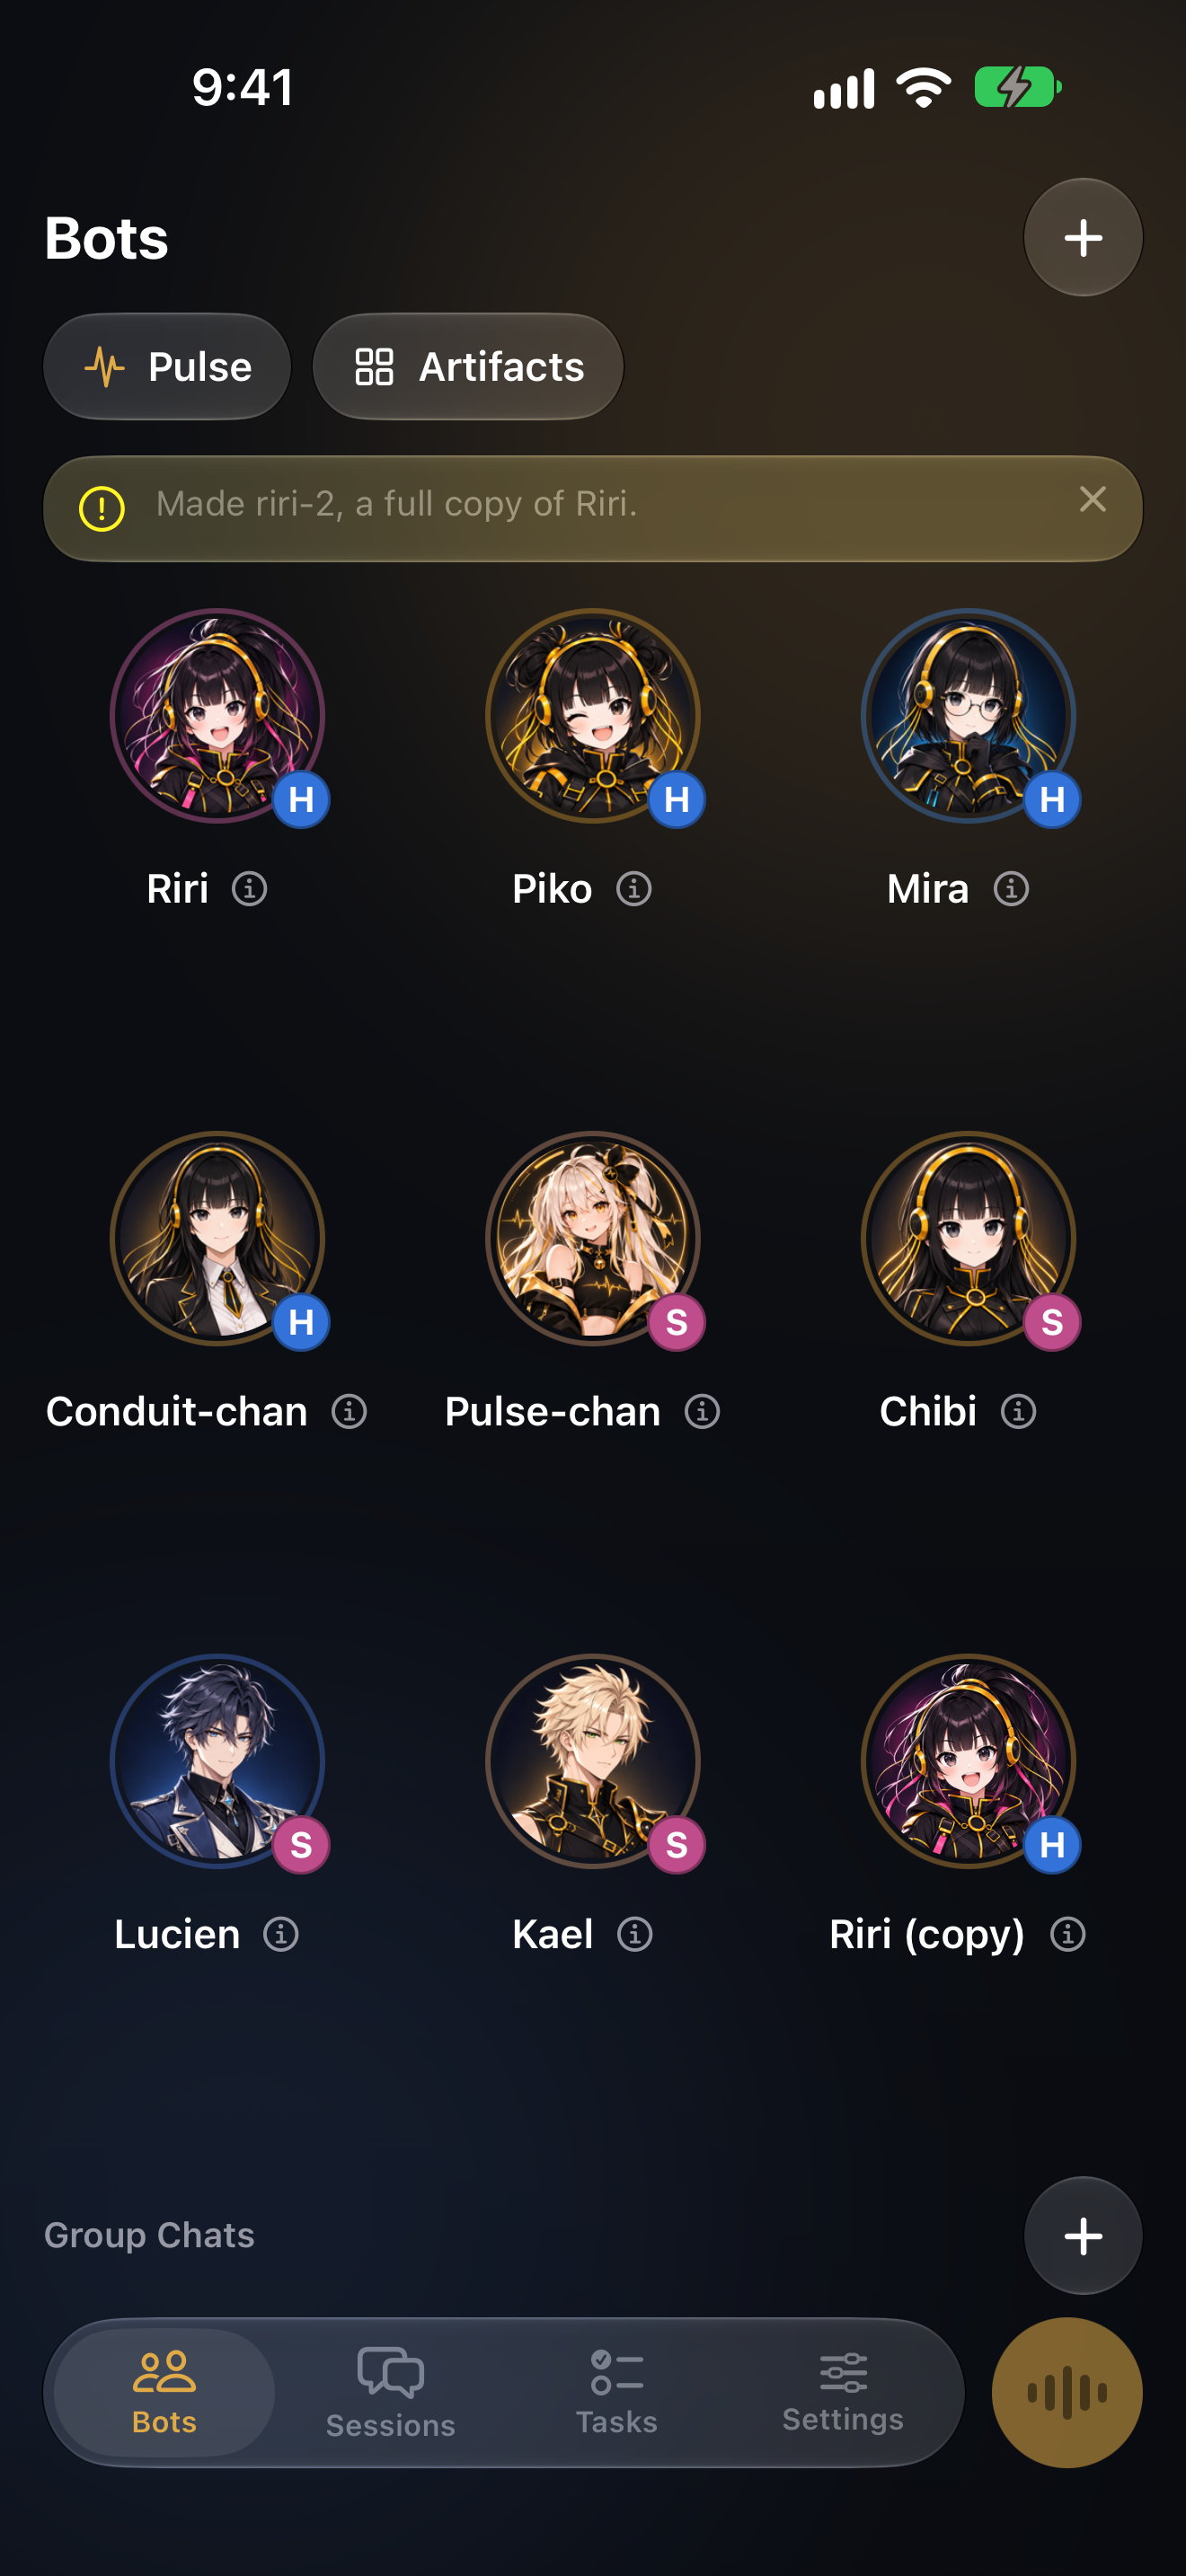 9:41
Bots
Pulse
Artifacts
Made riri-2, a full copy of Riri.
H
H
H
Riri
Piko
Mira
H
S
S
Conduit-chan
Pulse-chan
Chibi
S
S
H
Lucien
Kael
Riri (copy)
Group Chats
Bots
Sessions
Tasks
Settings